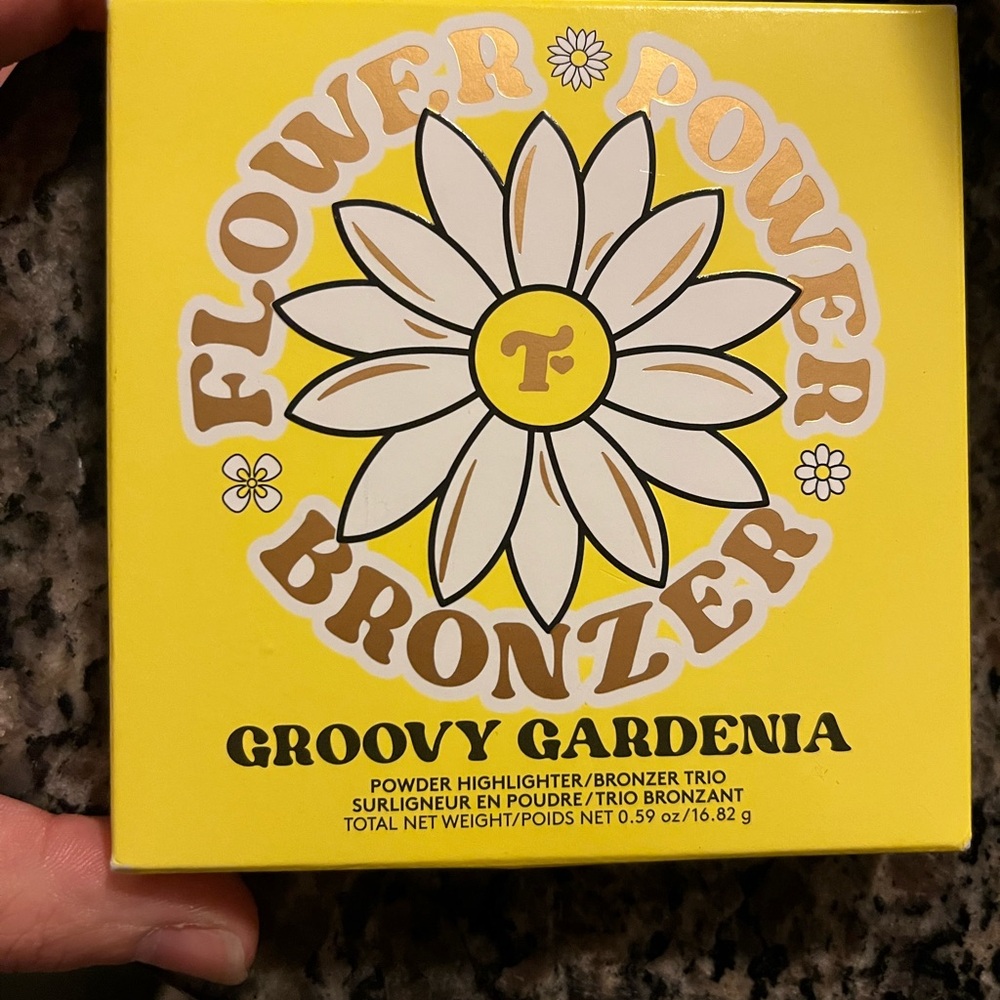 FLOWER POWER
T
BRONZER
GROOVY GARDENIA
POWDER HIGHLIGHTER/BRONZER TRIO
SURLIGNEUR EN POUDRE/TRIO BRONZANT
TOTAL NET WEIGHT/POIDS NET 0.59 oz/16.82 g